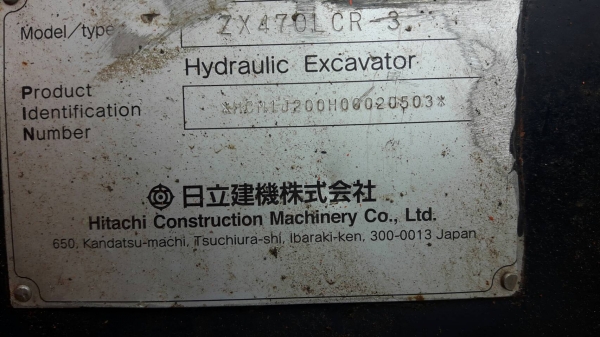 Model/type ZX470LCR-3
Hydraulic Excavator
Product
Identification
Number
*HCM1J200H00020503*
日立建機株式会社
Hitachi Construction Machinery Co., Ltd.
650, Kandatsu-machi, Tsuchiura-shi, Ibaraki-ken, 300-0013 Japan